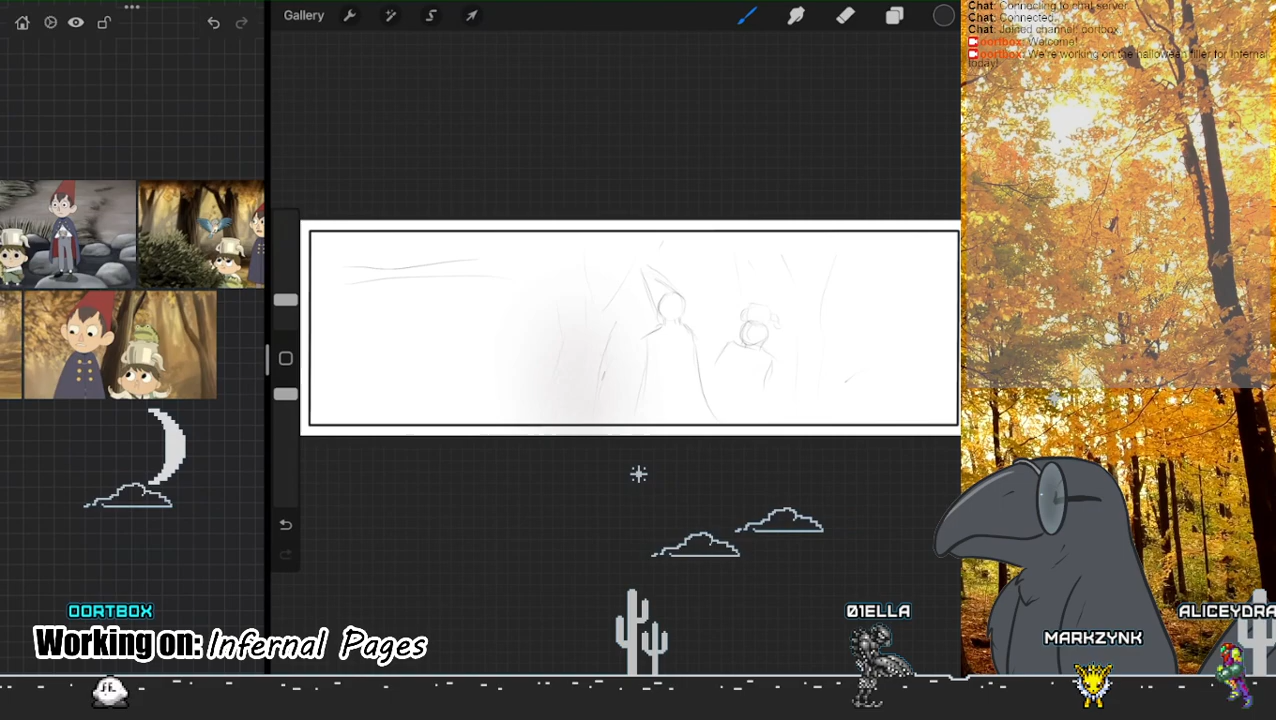 Gallery
Chat: Connecting to chat server.
Chat: Connected.
Chat: Joined channel: oortbox.
oortbox: Welcome!
oortbox: We're working on the halloween filler for Infernal
today!
OORTBOX
Working on: Infernal Pages
01ELLA
MARKZYNK
ALICEYDRA